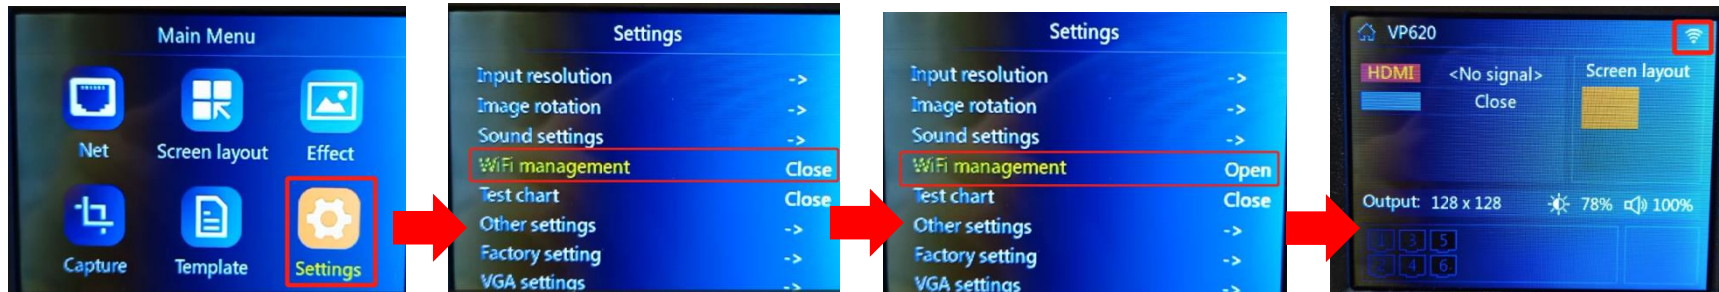 Main Menu
Net Screen layout Effect
Capture Template Settings
Settings
Input resolution ->
Image rotation ->
Sound settings ->
WiFi management Close
Test chart Close
Other settings ->
Factory setting ->
VGA settings ->
Settings
Input resolution ->
Image rotation ->
Sound settings ->
WiFi management Open
Test chart Close
Other settings ->
Factory setting ->
VGA settings ->
VP620
HDMI <No signal> Screen layout
Close
Output: 128 x 128 78% 100%
1 3 5
2 4 6